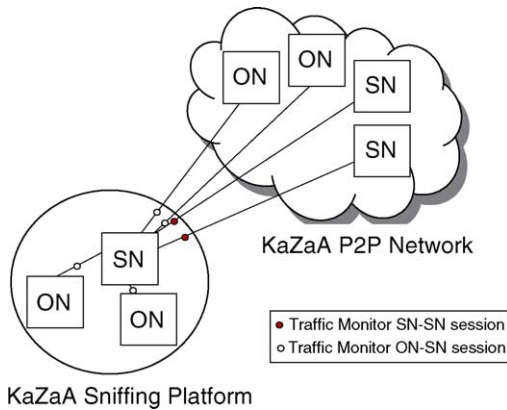 ON
ON
SN
SN
KaZaA P2P Network
SN
ON
ON
Traffic Monitor SN-SN session
Traffic Monitor ON-SN session
KaZaA Sniffing Platform